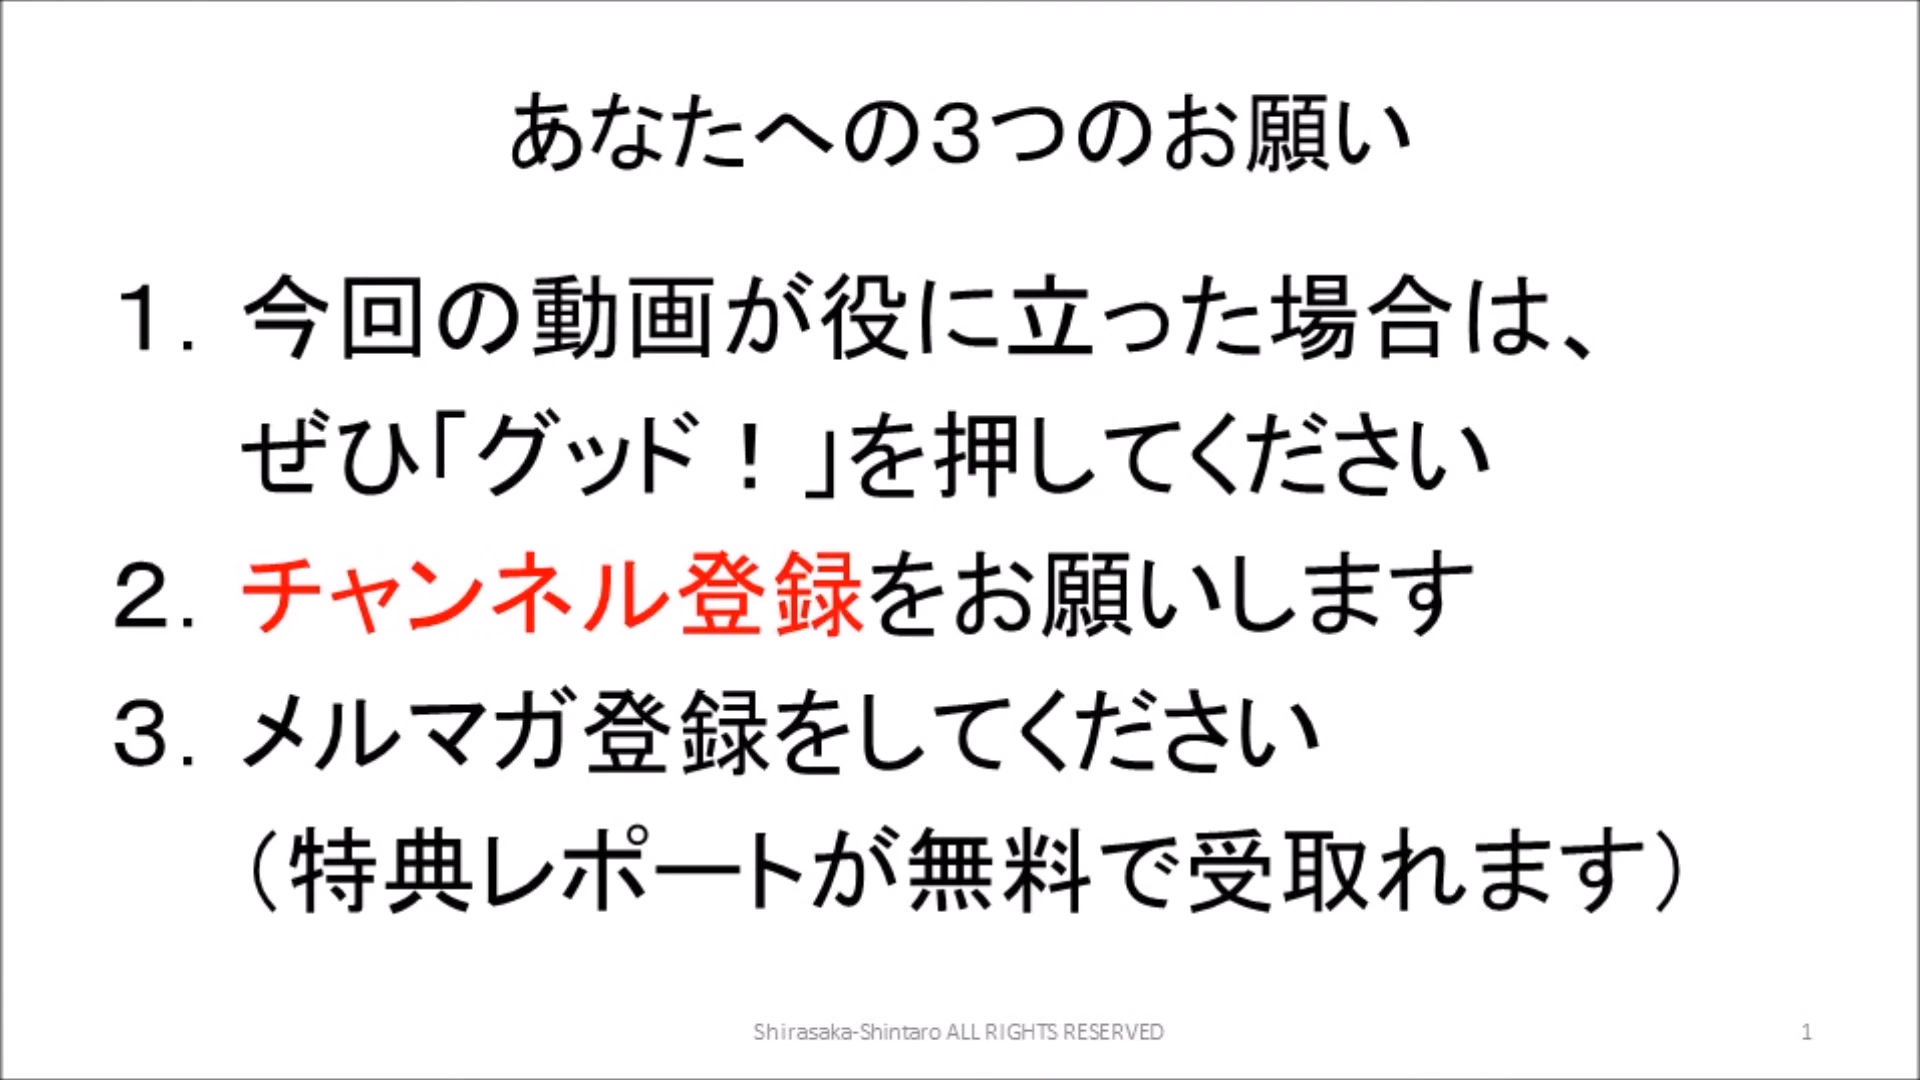 あなたへの３つのお願い
１．今回の動画が役に立った場合は、
ぜひ「グッド！」を押してください
２．チャンネル登録をお願いします
３．メルマガ登録をしてください
（特典レポートが無料で受取れます）
Shirasaka-Shintaro ALL RIGHTS RESERVED
1